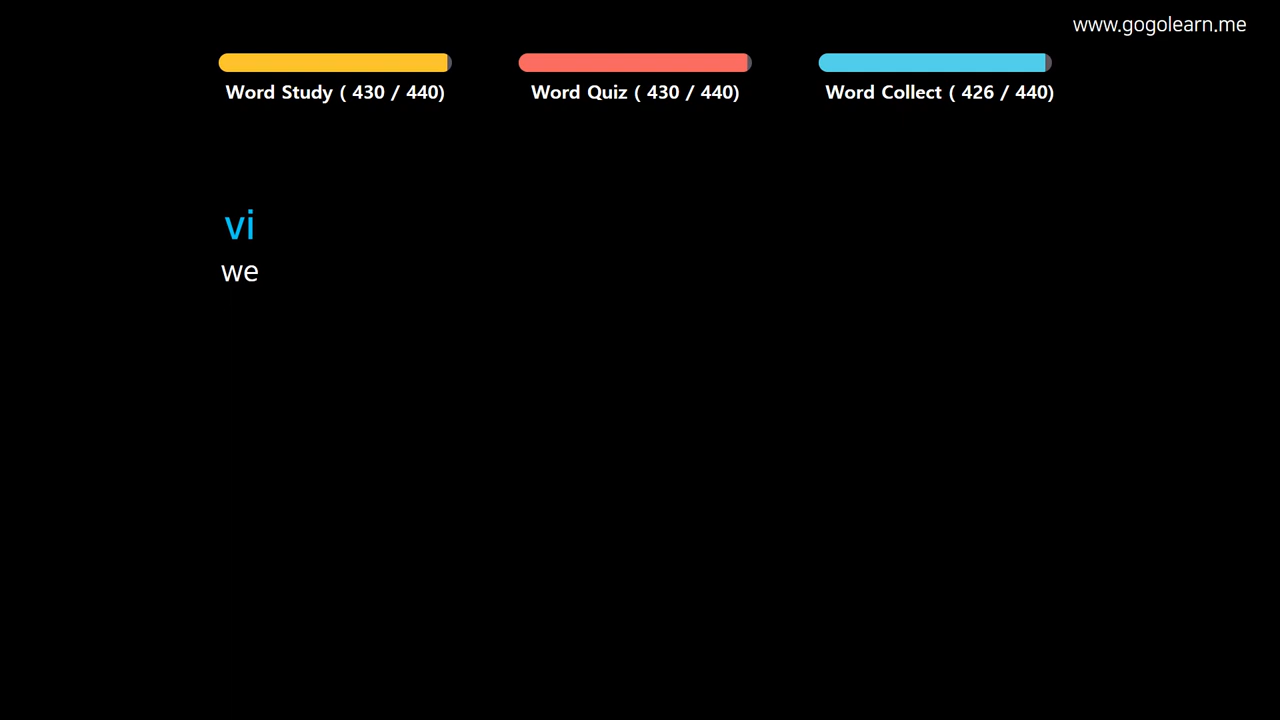 www.gogolearn.me
Word Study ( 430 / 440)
Word Quiz ( 430 / 440)
Word Collect ( 426 / 440)
vi
we